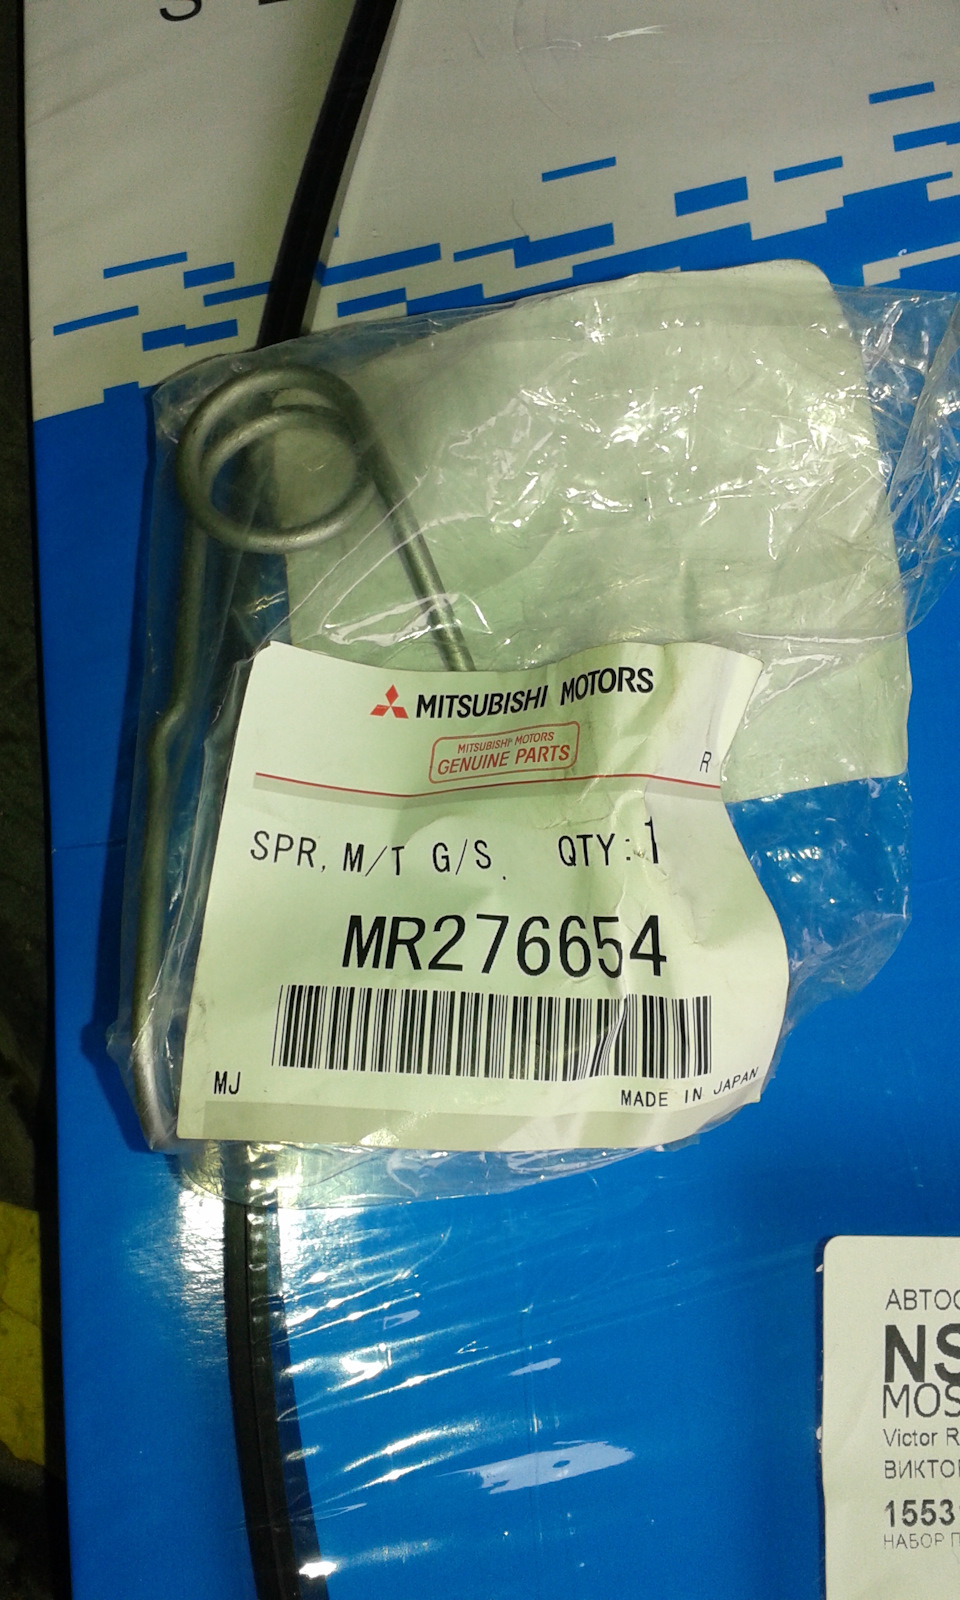 MITSUBISHI MOTORS
MITSUBISHI MOTORS
GENUINE PARTS
R
SPR, M/T G/S. QTY: 1
MR276654
MJ
MADE IN JAPAN
АВТОС
NS
MOS
Victor R
ВИКТО
1553
НАБОР П